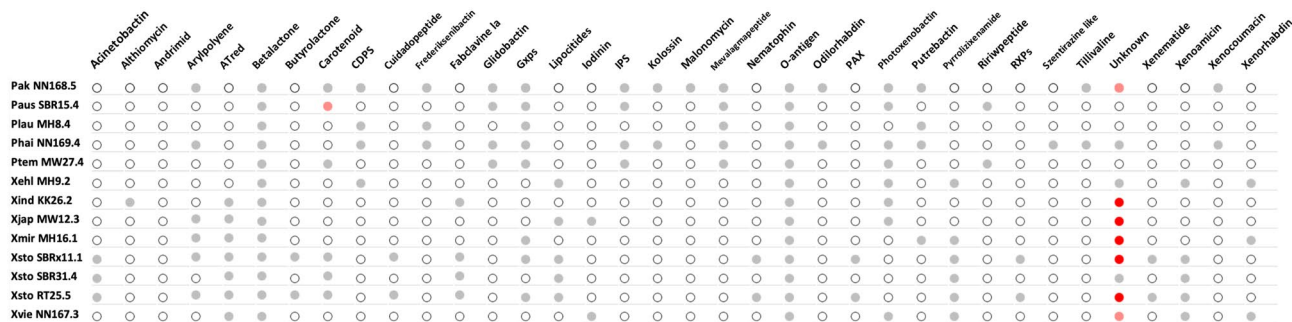 Acinetobactin
Althiomycin
Andrimid
Arylpolyene
ATred
Betalactone
Butyrolactone
Carotenoid
CDPS
Cuidadopeptide
Frederiksenibactin
Fabclavine la
Glidobactin
Gxps
Lipocitides
Iodinin
IPS
Kolossin
Malonomycin
Mevalagmapeptide
Nematophin
O-antigen
Odilorhabdin
PAX
Photoxenobactin
Putrebactin
Pyrrolizixenamide
Ririwpeptide
RXPs
Szentirazine like
Tillivaline
Unknown
Xenematide
Xenoamicin
Xenocoumacin
Xenorhabdin
Pak NN168.5
Paus SBR15.4
Plau MH8.4
Phai NN169.4
Ptem MW27.4
Xehl MH9.2
Xind KK26.2
Xjap MW12.3
Xmir MH16.1
Xsto SBRx11.1
Xsto SBR31.4
Xsto RT25.5
Xvie NN167.3